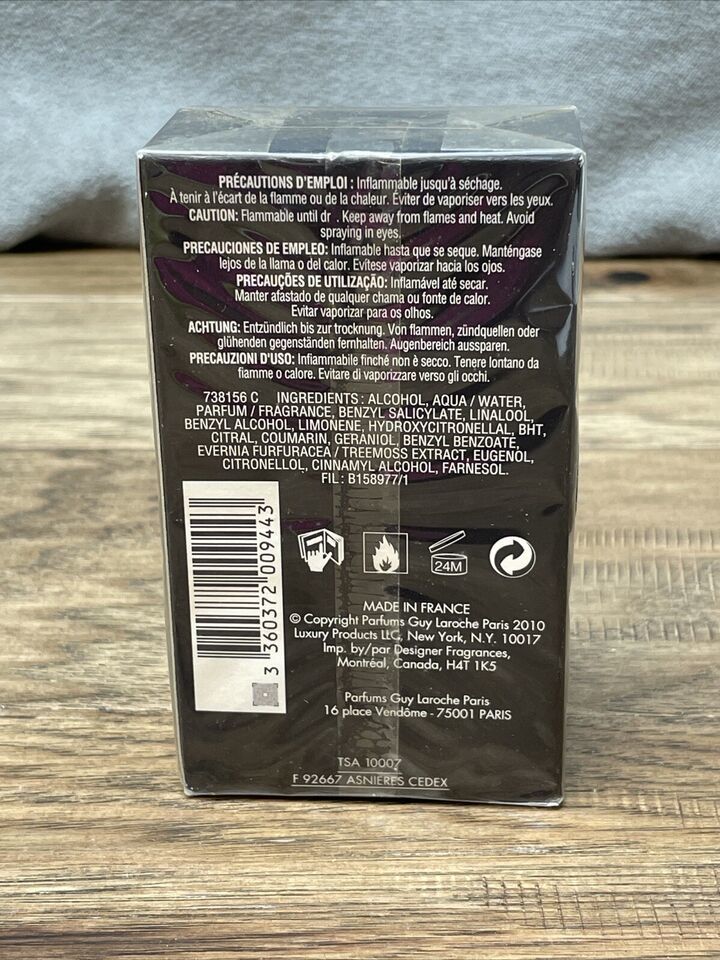 PRÉCAUTIONS D'EMPLOI : Inflammable jusqu'à séchage.
À tenir à l'écart de la flamme ou de la chaleur. Éviter de vaporiser vers les yeux.
CAUTION: Flammable until dr . Keep away from flames and heat. Avoid
spraying in eyes.
PRECAUCIONES DE EMPLEO: Inflamable hasta que se seque. Manténgase
lejos de la llama o del calor. Evítese vaporizar hacia los ojos.
PRECAUÇÕES DE UTILIZAÇÃO: Inflamável até secar.
Manter afastado de qualquer chama ou fonte de calor.
Evitar vaporizar para os olhos.
ACHTUNG: Entzündlich bis zur trocknung. Von flammen, zündquellen oder
glühenden gegenständen fernhalten. Augenbereich aussparen.
PRECAUZIONI D'USO: Infiammabile finché non è secco. Tenere lontano da
fiamme o calore. Evitare di vaporizzare verso gli occhi.
738156 C INGREDIENTS : ALCOHOL, AQUA / WATER,
PARFUM / FRAGRANCE, BENZYL SALICYLATE, LINALOOL,
BENZYL ALCOHOL, LIMONENE, HYDROXYCITRONELLAL, BHT,
CITRAL, COUMARIN, GERANIOL, BENZYL BENZOATE,
EVERNIA FURFURACEA / TREEMOSS EXTRACT, EUGENOL,
CITRONELLOL, CINNAMYL ALCOHOL, FARNESOL.
FIL : B158977/1
3 360372 009443
24M
MADE IN FRANCE
© Copyright Parfums Guy Laroche Paris 2010
Luxury Products LLC, New York, N.Y. 10017
Imp. by/par Designer Fragrances,
Montréal, Canada, H4T 1K5
Parfums Guy Laroche Paris
16 place Vendôme - 75001 PARIS
TSA 10007
F 92667 ASNIERES CEDEX